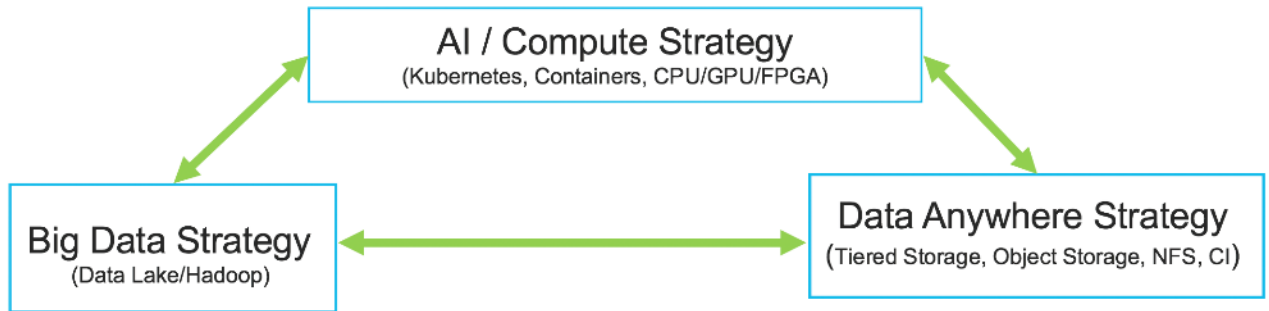 AI / Compute Strategy
(Kubernetes, Containers, CPU/GPU/FPGA)
Big Data Strategy
(Data Lake/Hadoop)
Data Anywhere Strategy
(Tiered Storage, Object Storage, NFS, CI)